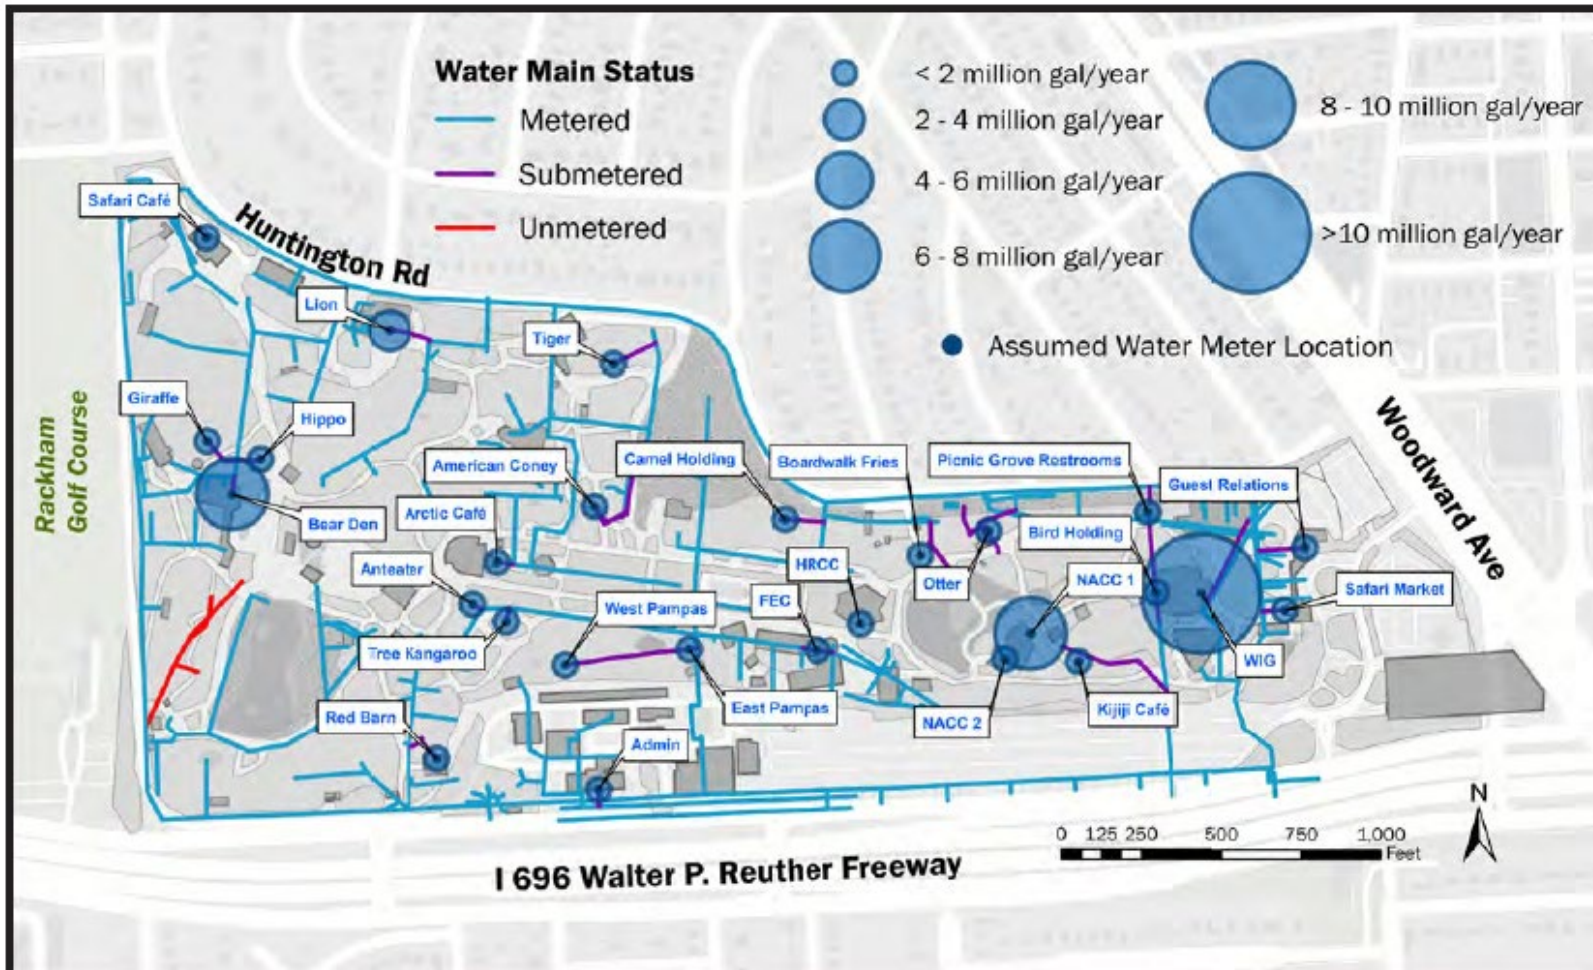 Water Main Status
Metered
Submetered
Unmetered
< 2 million gal/year
2 - 4 million gal/year
4 - 6 million gal/year
6 - 8 million gal/year
8 - 10 million gal/year
>10 million gal/year
Assumed Water Meter Location
Safari Café
Huntington Rd
Lion
Tiger
Giraffe
Hippo
Rackham
Golf Course
Woodward Ave
American Coney
Camel Holding
Boardwalk Fries
Picnic Grove Restrooms
Guest Relations
Bear Den
Arctic Café
Bird Holding
Anteater
HRCC
Otter
NACC 1
Safari Market
West Pampas
FEC
Tree Kangaroo
WIG
East Pampas
NACC 2
Kijiji Café
Red Barn
Admin
N
0 125 250 500 750 1,000
Feet
I 696 Walter P. Reuther Freeway